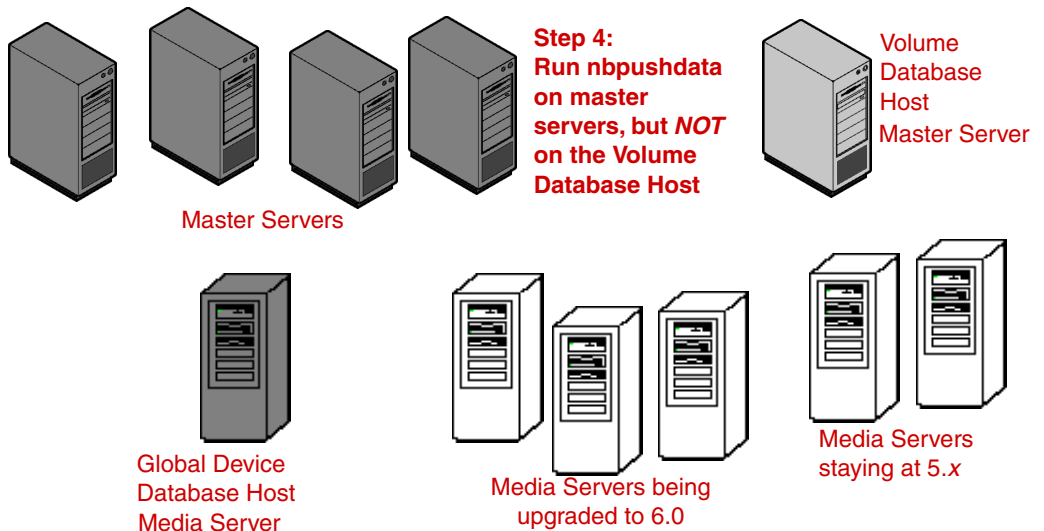 Step 4:
Run nbpushdata
on master
servers, but NOT
on the Volume
Database Host
Volume
Database
Host
Master Server
Master Servers
Global Device
Database Host
Media Server
Media Servers being
upgraded to 6.0
Media Servers
staying at 5.x